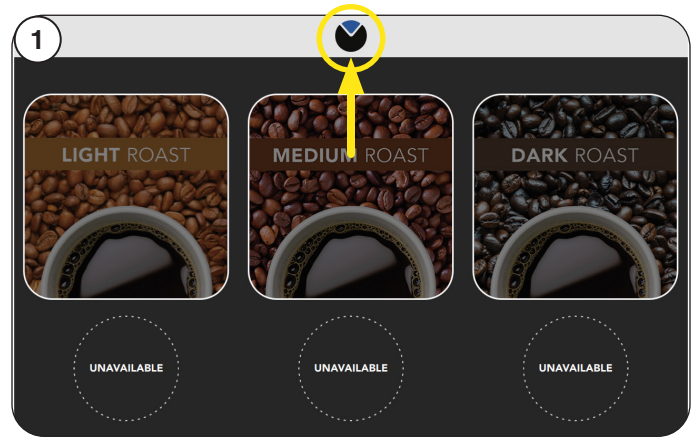 1
LIGHT ROAST
MEDIUM ROAST
DARK ROAST
UNAVAILABLE
UNAVAILABLE
UNAVAILABLE